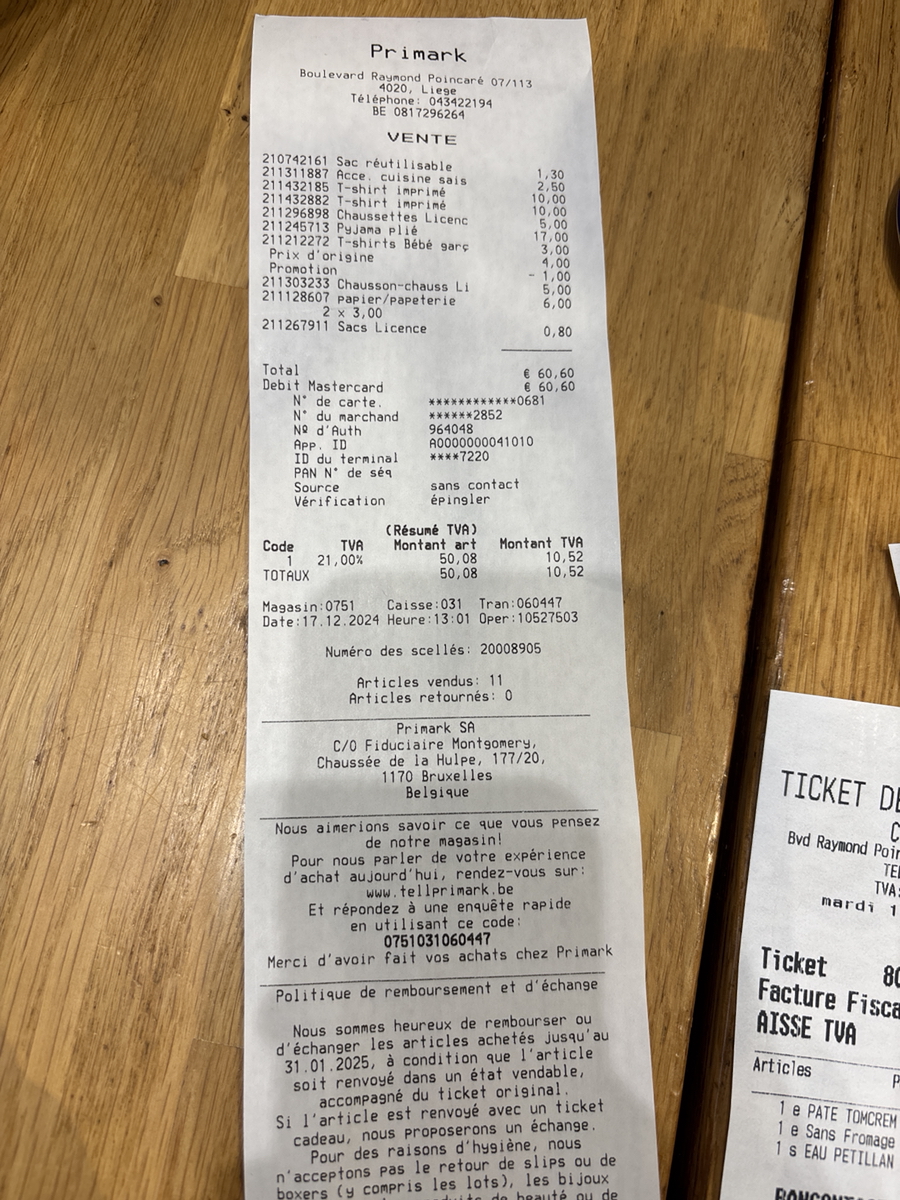 Primark
Boulevard Raymond Poincaré 07/113
4020, Liege
Téléphone: 043422194
BE 0817296264
VENTE
210742161 Sac réutilisable 1,30
211311887 Acce. cuisine sais 2,50
211432185 T-shirt imprimé 10,00
211432882 T-shirt imprimé 10,00
211296898 Chaussettes Licenc 5,00
211245713 Pyjama plié 17,00
211212272 T-shirts Bébé garç 3,00
Prix d'origine 4,00
Promotion - 1,00
211303233 Chausson-chauss Li 5,00
211128607 papier/papeterie 6,00
2 x 3,00
211267911 Sacs Licence 0,80
Total € 60,60
Debit Mastercard € 60,60
N° de carte. ************0681
N° du marchand ******2852
Nº d'Auth 964048
App. ID A0000000041010
ID du terminal ****7220
PAN N° de séq
Source sans contact
Vérification épingler
(Résumé TVA)
Code TVA Montant art Montant TVA
1 21,00% 50,08 10,52
TOTAUX 50,08 10,52
Magasin:0751 Caisse:031 Tran:060447
Date:17.12.2024 Heure:13:01 Oper:10527503
Numéro des scellés: 20008905
Articles vendus: 11
Articles retournés: 0
Primark SA
C/O Fiduciaire Montgomery,
Chaussée de la Hulpe, 177/20,
1170 Bruxelles
Belgique
Nous aimerions savoir ce que vous pensez
de notre magasin!
Pour nous parler de votre expérience
d'achat aujourd'hui, rendez-vous sur:
www.tellprimark.be
Et répondez à une enquête rapide
en utilisant ce code:
0751031060447
Merci d'avoir fait vos achats chez Primark
Politique de remboursement et d'échange
Nous sommes heureux de rembourser ou
d'échanger les articles achetés jusqu'au
31.01.2025, à condition que l'article
soit renvoyé dans un état vendable,
accompagné du ticket original.
Si l'article est renvoyé avec un ticket
cadeau, nous proposerons un échange.
Pour des raisons d'hygiène, nous
n'acceptons pas le retour de slips ou de
boxers (y compris les lots), les bijoux
de beauté ou de
TICKET DE
Bvd Raymond Poin
TVA:
mardi 1
Ticket 80
Facture Fisca
AISSE TVA
Articles P
1 e PATE TOMCREM
1 e Sans Fromage
1 s EAU PETILLAN